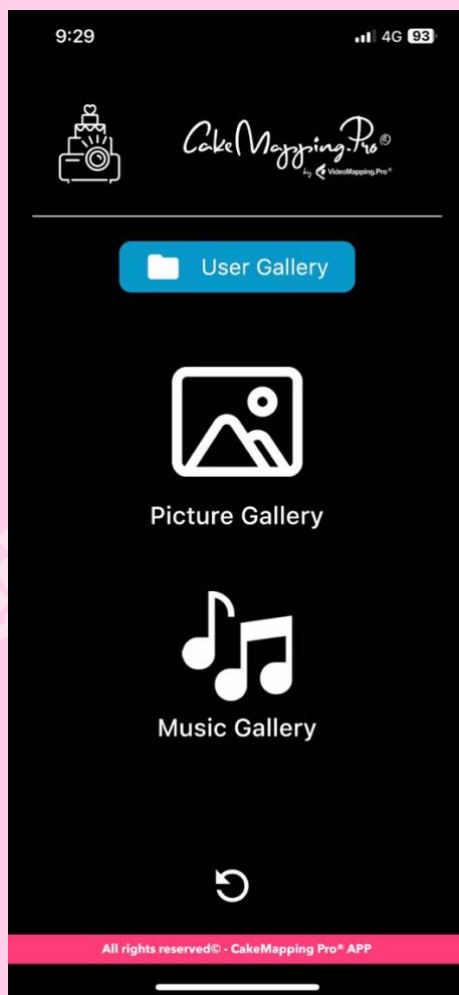 9:29 4G 93
CakeMapping.Pro®
by VideoMapping.Pro®
User Gallery
Picture Gallery
Music Gallery
All rights reserved© - CakeMapping Pro® APP